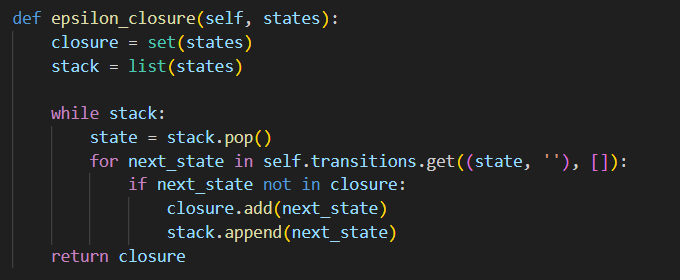 def epsilon_closure(self, states):
    closure = set(states)
    stack = list(states)

    while stack:
        state = stack.pop()
        for next_state in self.transitions.get((state, ''), []):
            if next_state not in closure:
                closure.add(next_state)
                stack.append(next_state)
    return closure